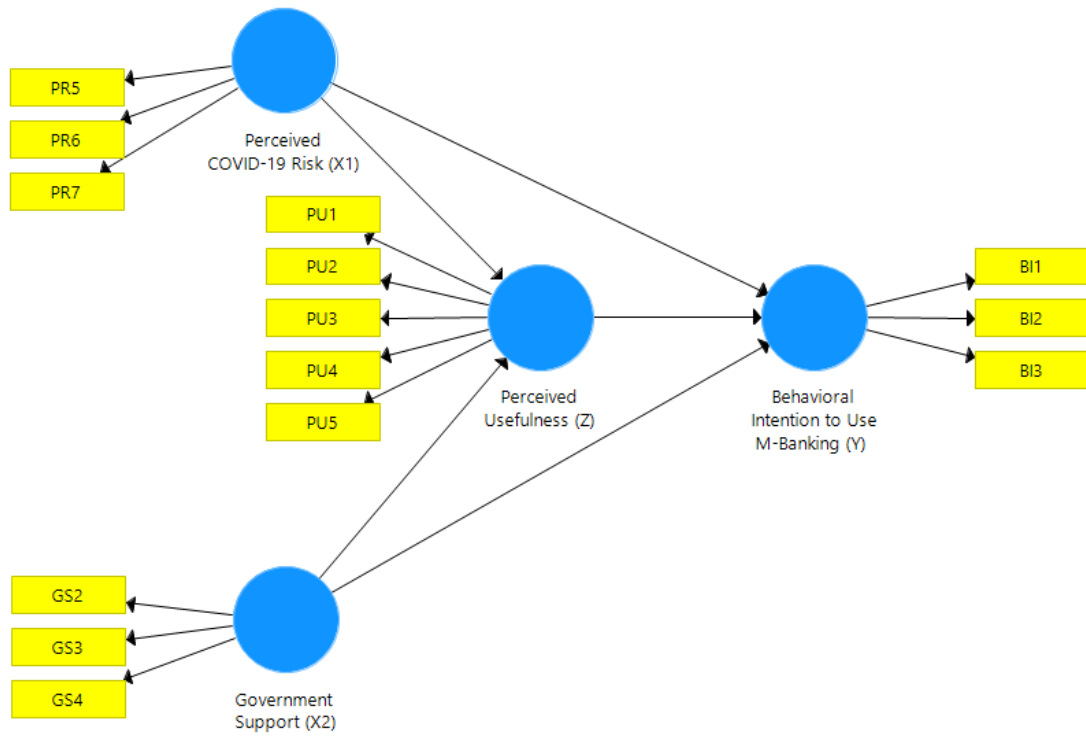 PR5
PR6
PR7
Perceived
COVID-19 Risk (X1)
PU1
PU2
PU3
PU4
PU5
Perceived
Usefulness (Z)
Behavioral
Intention to Use
M-Banking (Y)
BI1
BI2
BI3
GS2
GS3
GS4
Government
Support (X2)